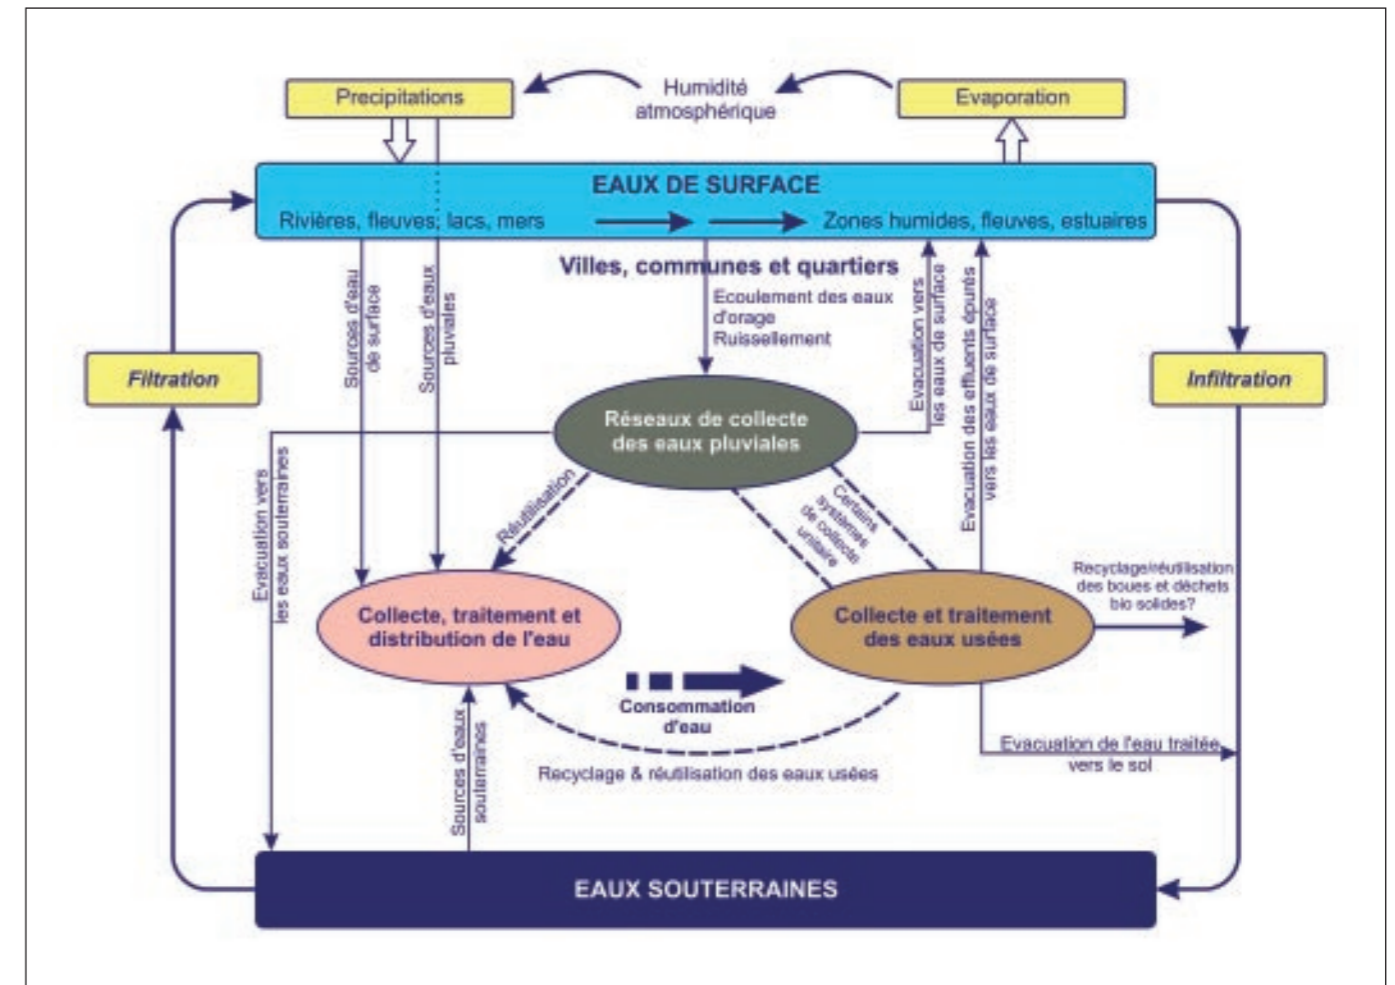 Precipitations
Humidité
atmosphérique
Evaporation
EAUX DE SURFACE
Rivières, fleuves, lacs, mers
Zones humides, fleuves, estuaires
Villes, communes et quartiers
Sources d'eau
de surface
Sources d'eaux
pluviales
Ecoulement des eaux
d'orage
Ruissellement
Evacuation vers
les eaux de surface
Evacuation des effluents épurés
vers les eaux de surface
Filtration
Infiltration
Réseaux de collecte
des eaux pluviales
Evacuation vers
les eaux souterraines
Réutilisation
Certains
systèmes
de collecte
unitaire
Recyclage/réutilisation
des boues et déchets
bio solides?
Collecte, traitement et
distribution de l'eau
Collecte et traitement
des eaux usées
Consommation
d'eau
Sources d'eaux
souterraines
Evacuation de l'eau traitée
vers le sol
Recyclage & réutilisation des eaux usées
EAUX SOUTERRAINES